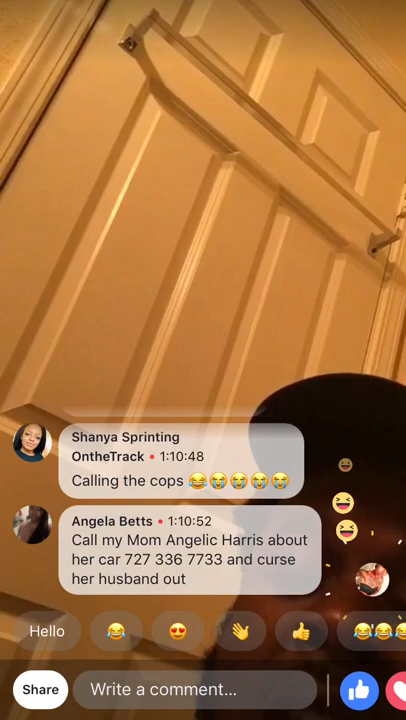 Shanya Sprinting
OntheTrack • 1:10:48
Calling the cops 😂😭😭😭😭
Angela Betts • 1:10:52
Call my Mom Angelic Harris about
her car 727 336 7733 and curse
her husband out
Hello
Share
Write a comment...